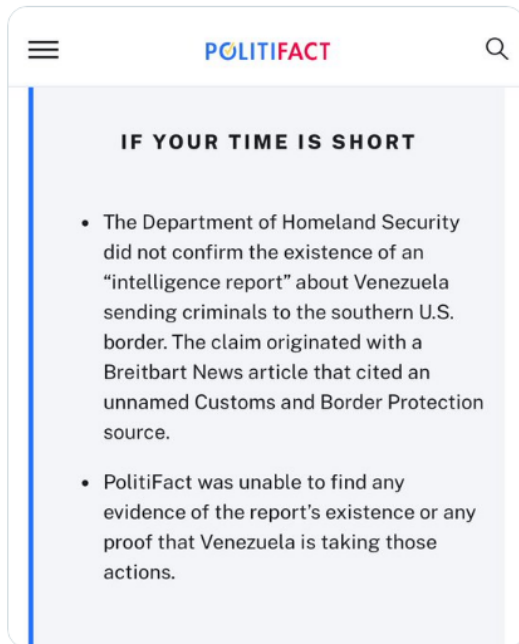 POLITIFACT
IF YOUR TIME IS SHORT
• The Department of Homeland Security
did not confirm the existence of an
“intelligence report” about Venezuela
sending criminals to the southern U.S.
border. The claim originated with a
Breitbart News article that cited an
unnamed Customs and Border Protection
source.
• PolitiFact was unable to find any
evidence of the report’s existence or any
proof that Venezuela is taking those
actions.